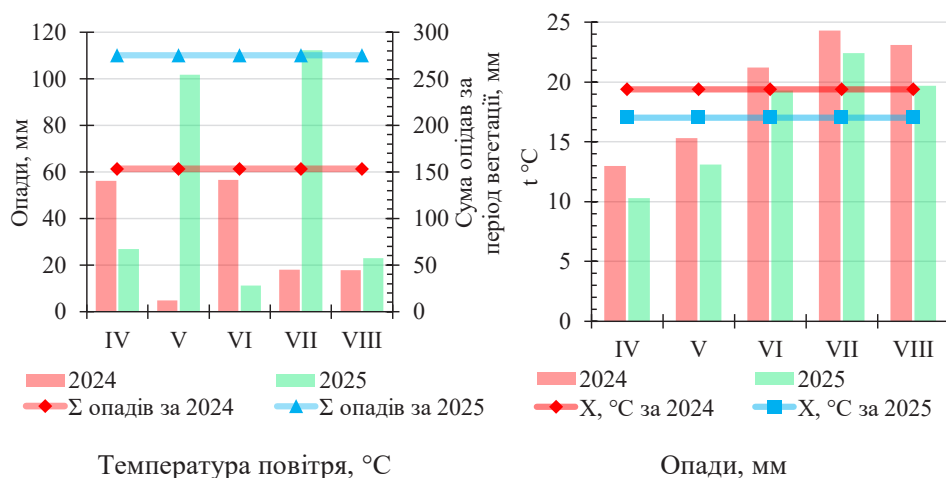 Опади, мм
120
100
80
60
40
20
0
300
250
200
150
100
50
0
Сума опідав за
період вегетації, мм
IV V VI VII VIII
2024 2025
Σ опадів за 2024 Σ опадів за 2025
Температура повітря, °С
t °С
25
20
15
10
5
0
IV V VI VII VIII
2024 2025
X, °С за 2024 X, °С за 2025
Опади, мм